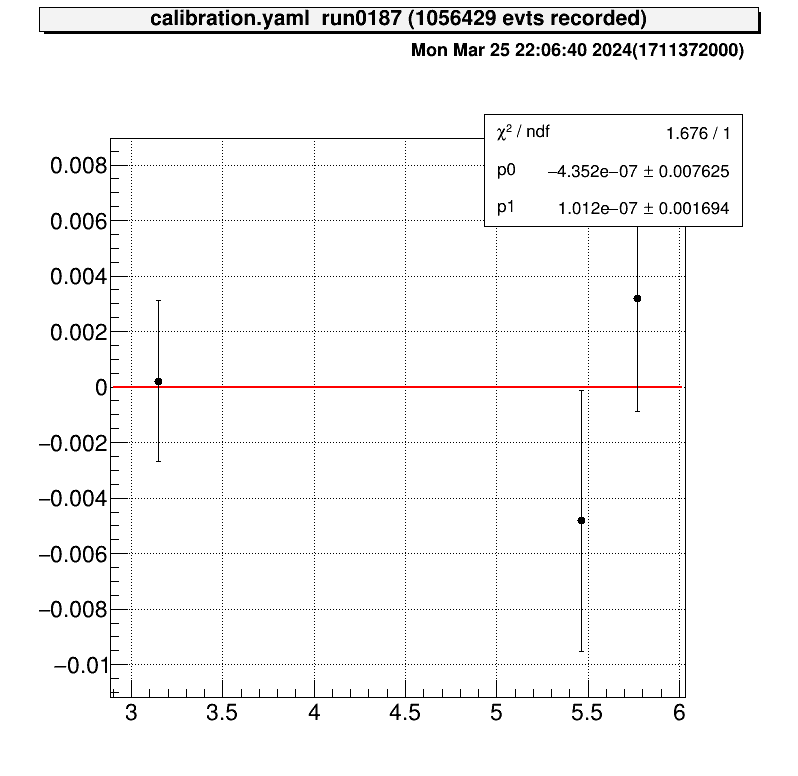 calibration.yaml run0187 (1056429 evts recorded)
Mon Mar 25 22:06:40 2024(1711372000)
χ² / ndf 1.676 / 1
p0 −4.352e−07 ± 0.007625
p1 1.012e−07 ± 0.001694
0.008
0.006
0.004
0.002
0
−0.002
−0.004
−0.006
−0.008
−0.01
3 3.5 4 4.5 5 5.5 6